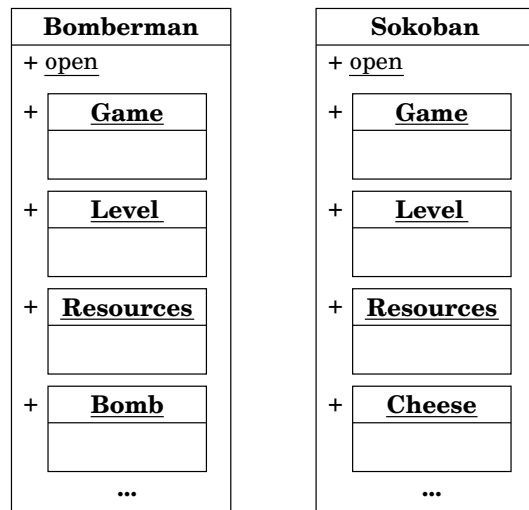 Bomberman
+ open
+ Game
+ Level
+ Resources
+ Bomb
...
Sokoban
+ open
+ Game
+ Level
+ Resources
+ Cheese
...